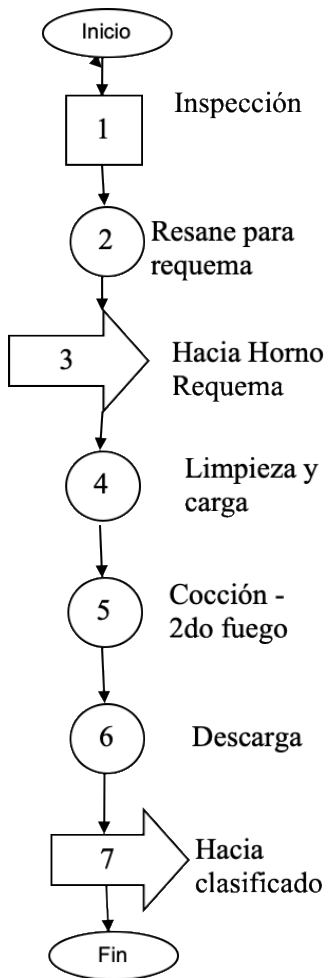 Inicio
1
Inspección
2
Resane para
requema
3
Hacia Horno
Requema
4
Limpieza y
carga
5
Cocción -
2do fuego
6
Descarga
7
Hacia
clasificado
Fin